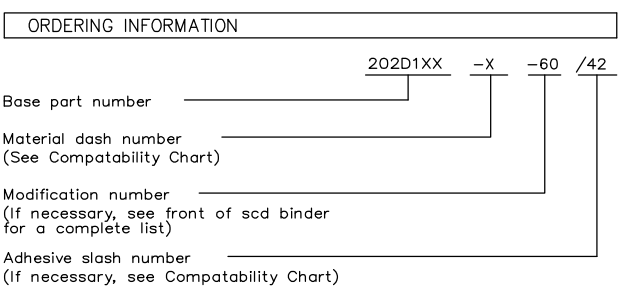 ORDERING INFORMATION
202D1XX -X -60 /42
Base part number
Material dash number
(See Compatability Chart)
Modification number
(If necessary, see front of scd binder
for a complete list)
Adhesive slash number
(If necessary, see Compatability Chart)